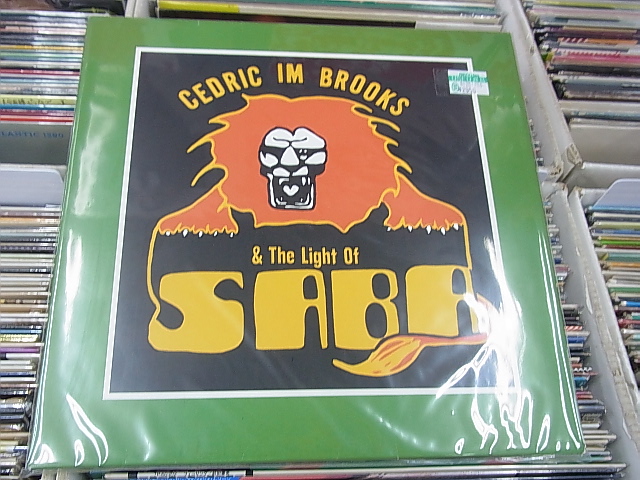 CEDRIC IM BROOKS
& The Light Of
SABA